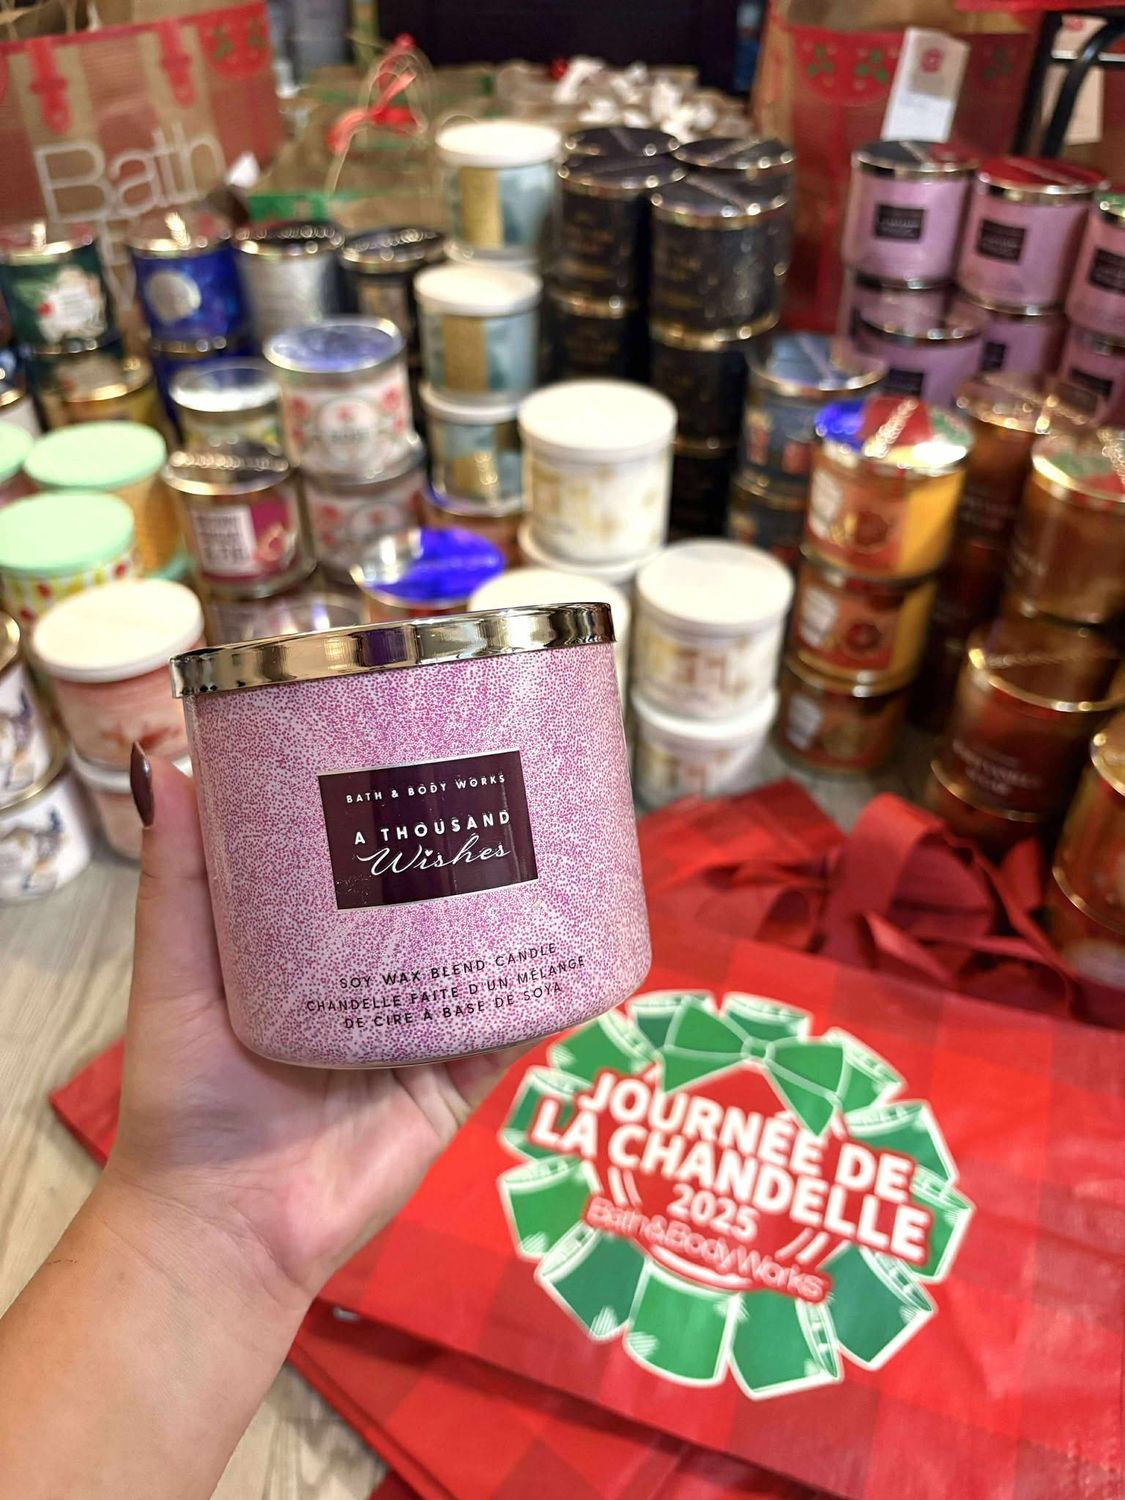 Bath
BATH & BODY WORKS
A THOUSAND
Wishes
SOY WAX BLEND CANDLE
CHANDELLE FAITE D'UN MÉLANGE
DE CIRE À BASE DE SOYA
JOURNÉE DE
LA CHANDELLE
2025
Bath&BodyWorks